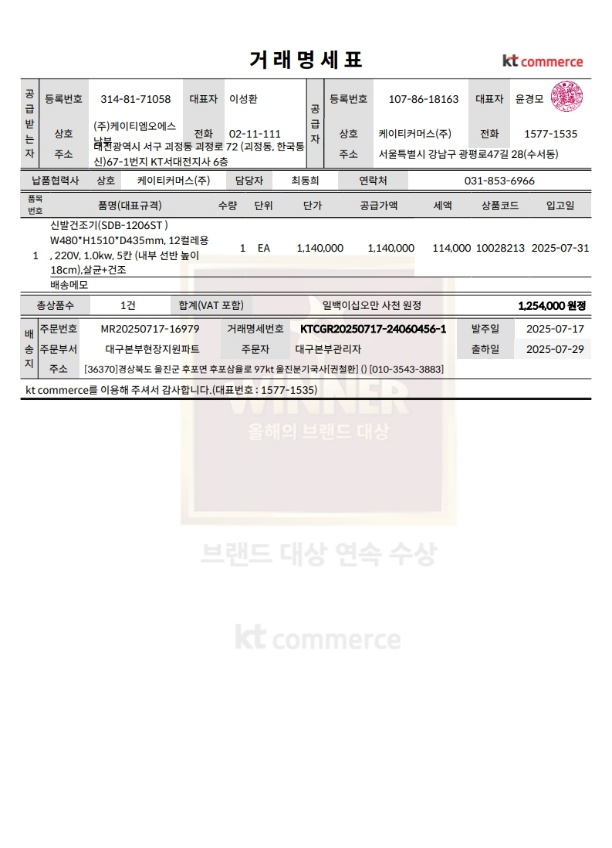 거래명세표
kt commerce
공급받는자
등록번호 314-81-71058 대표자 이성환
상호 (주)케이티엠오에스남부 전화 02-11-111
주소 대전광역시 서구 괴정동 괴정로 72 (괴정동, 한국통신)67-1번지 KT서대전지사 6층
공급자
등록번호 107-86-18163 대표자 윤경모
상호 케이티커머스(주) 전화 1577-1535
주소 서울특별시 강남구 광평로47길 28(수서동)
납품협력사 상호 케이티커머스(주) 담당자 최동희 연락처 031-853-6966
품목번호 품명(대표규격) 수량 단위 단가 공급가액 세액 상품코드 입고일
1 신발건조기(SDB-1206ST )
W480*H1510*D435mm, 12컬레용
, 220V, 1.0kw, 5칸 (내부 선반 높이
18cm),살균+건조
1 EA 1,140,000 1,140,000 114,000 10028213 2025-07-31
배송메모
총상품수 1건 합계(VAT 포함) 일백이십오만 사천 원정 1,254,000 원정
배송지
주문번호 MR20250717-16979 거래명세번호 KTCGR20250717-24060456-1 발주일 2025-07-17
주문부서 대구본부현장지원파트 주문자 대구본부관리자 출하일 2025-07-29
주소 [36370]경상북도 울진군 후포면 후포삼율로 97kt 울진분기국사[권철환] () [010-3543-3883]
kt commerce를 이용해 주셔서 감사합니다.(대표번호 : 1577-1535)
WINNER
올해의 브랜드 대상
브랜드 대상 연속 수상
kt commerce